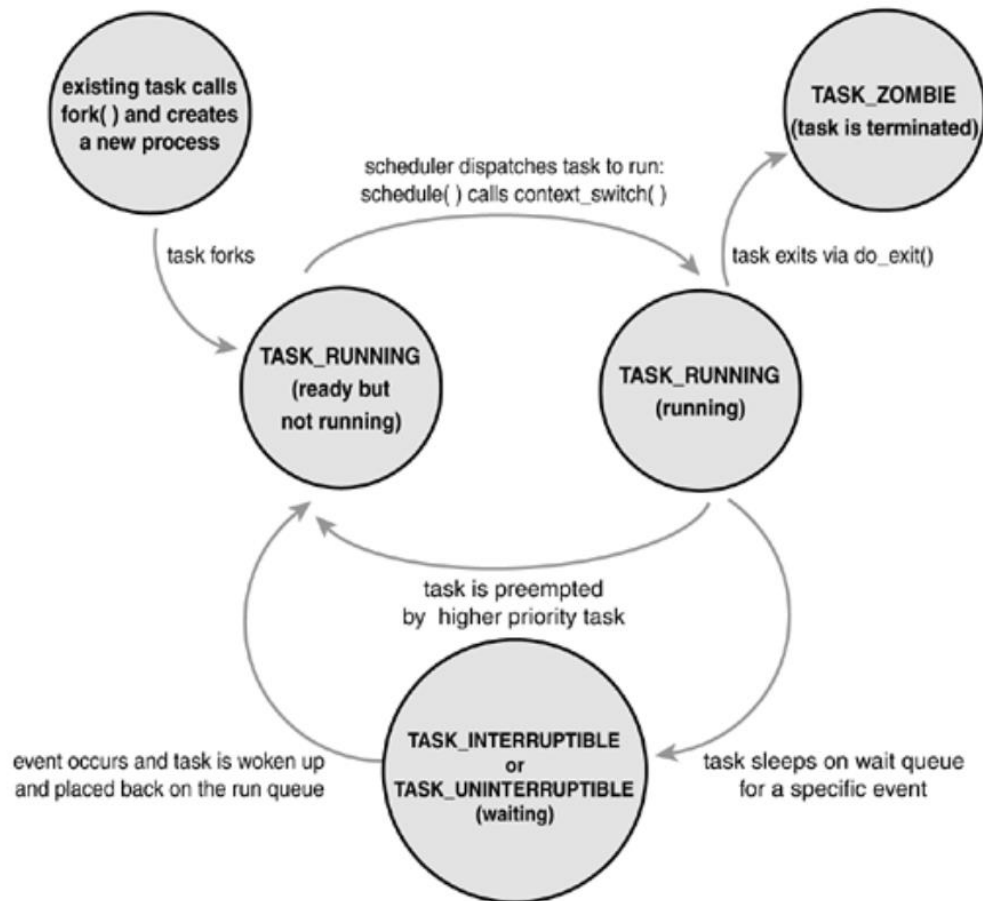 existing task calls
fork( ) and creates
a new process
TASK_ZOMBIE
(task is terminated)
scheduler dispatches task to run:
schedule( ) calls context_switch( )
task forks
task exits via do_exit()
TASK_RUNNING
(ready but
not running)
TASK_RUNNING
(running)
task is preempted
by higher priority task
event occurs and task is woken up
and placed back on the run queue
TASK_INTERRUPTIBLE
or
TASK_UNINTERRUPTIBLE
(waiting)
task sleeps on wait queue
for a specific event